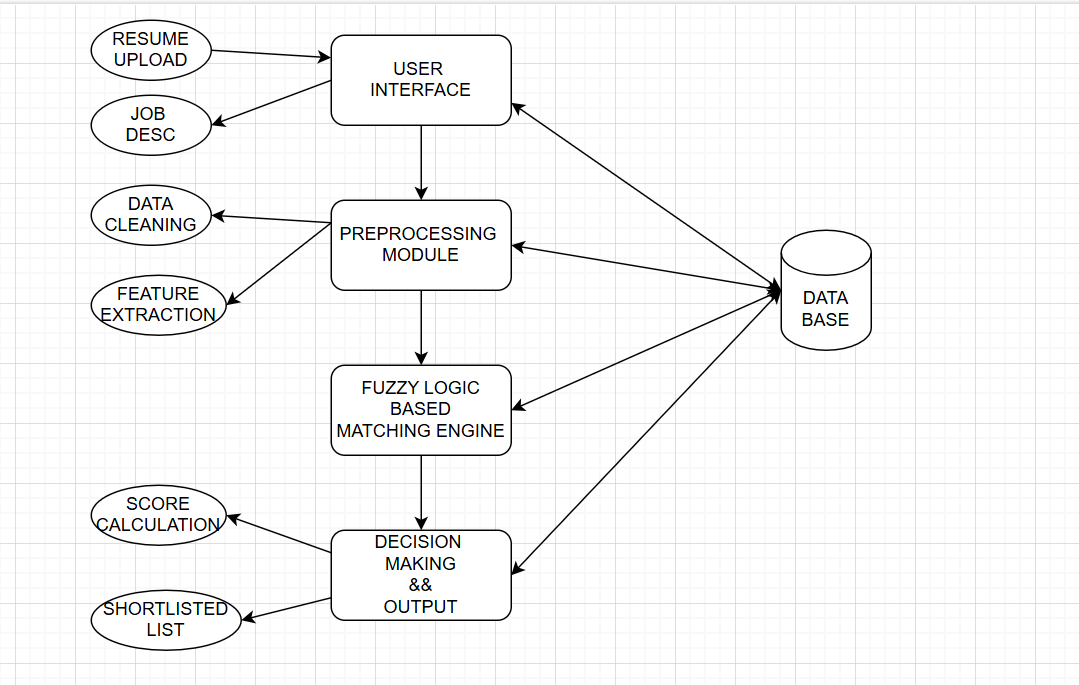 RESUME
UPLOAD
USER
INTERFACE
JOB
DESC
DATA
CLEANING
PREPROCESSING
MODULE
FEATURE
EXTRACTION
DATA
BASE
FUZZY LOGIC
BASED
MATCHING ENGINE
SCORE
CALCULATION
DECISION
MAKING
&&
OUTPUT
SHORTLISTED
LIST